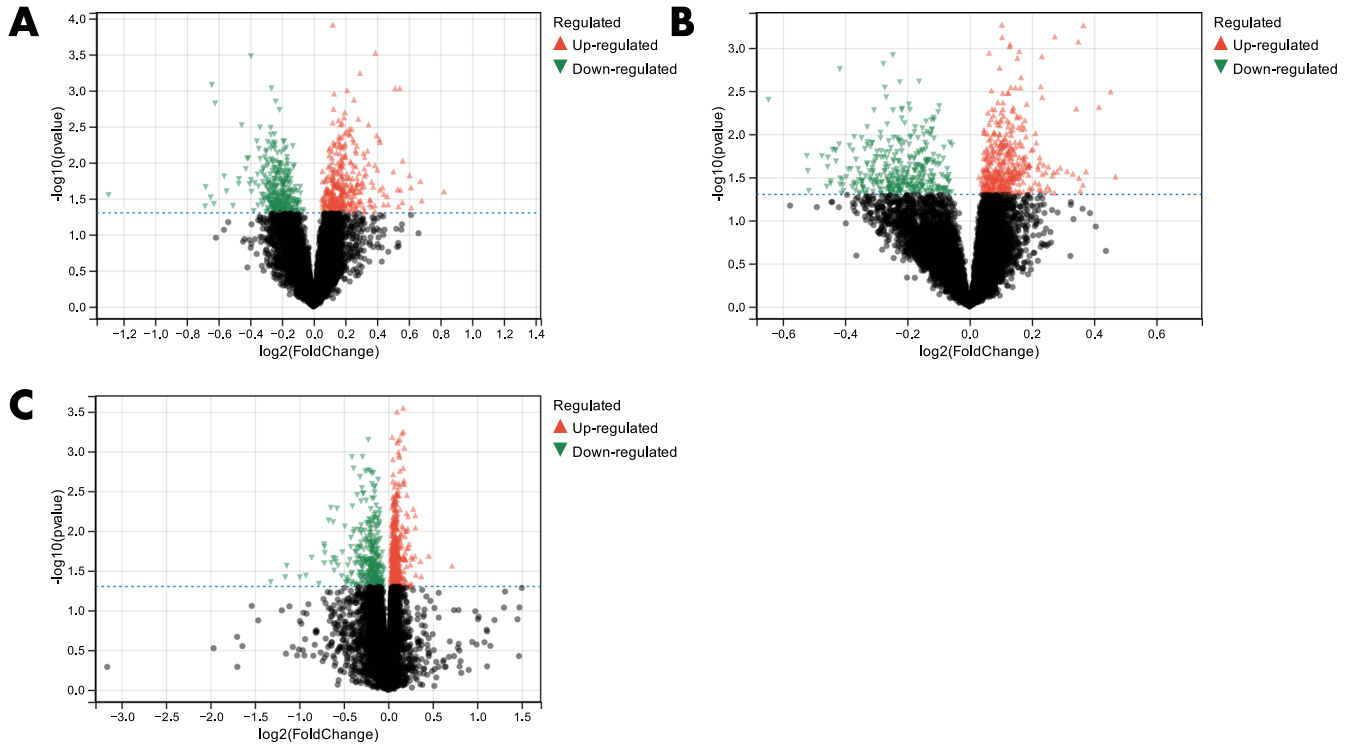 A
4.0
3.5
3.0
2.5
2.0
1.5
1.0
0.5
0.0
-log10(pvalue)
−1.2 −1.0 −0.8 −0.6 −0.4 −0.2 0.0 0.2 0.4 0.6 0.8 1.0 1.2 1.4
log2(FoldChange)
Regulated
Up-regulated
Down-regulated
B
3.0
2.5
2.0
1.5
1.0
0.5
0.0
-log10(pvalue)
−0.6 −0.4 −0.2 0.0 0.2 0.4 0.6
log2(FoldChange)
Regulated
Up-regulated
Down-regulated
C
3.5
3.0
2.5
2.0
1.5
1.0
0.5
0.0
-log10(pvalue)
−3.0 −2.5 −2.0 −1.5 −1.0 −0.5 0.0 0.5 1.0 1.5
log2(FoldChange)
Regulated
Up-regulated
Down-regulated